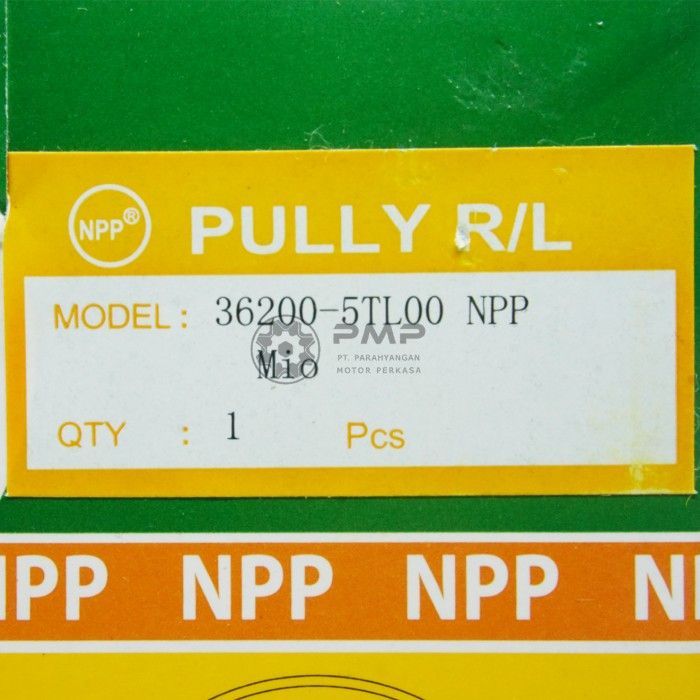 NPP® PULLY R/L
MODEL: 36200-5TL00 NPP
Mio
PMP
PT. PARAHYANGAN
MOTOR PERKASA
QTY : 1 Pcs
NPP NPP NPP N